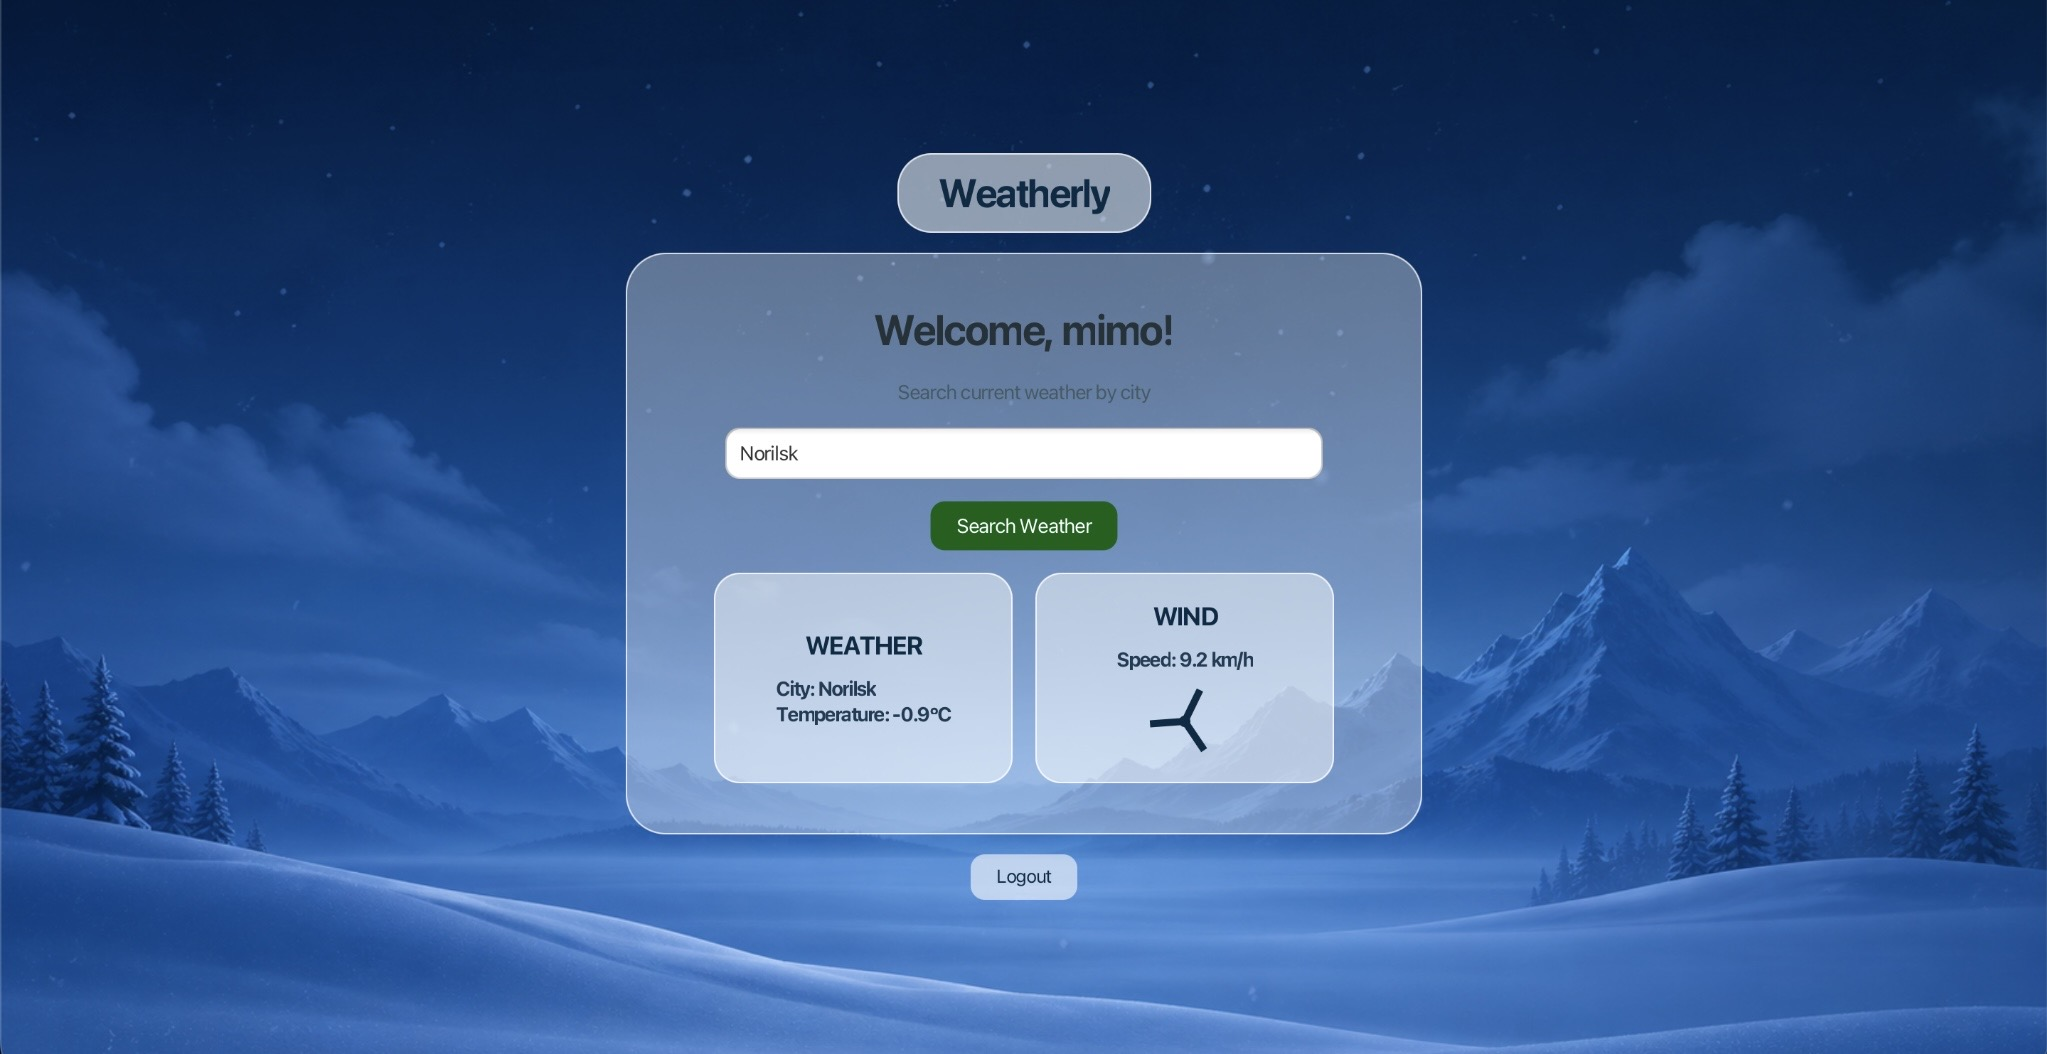 Weatherly
Welcome, mimo!
Search current weather by city
Norilsk
Search Weather
WEATHER
City: Norilsk
Temperature: -0.9°C
WIND
Speed: 9.2 km/h
Logout